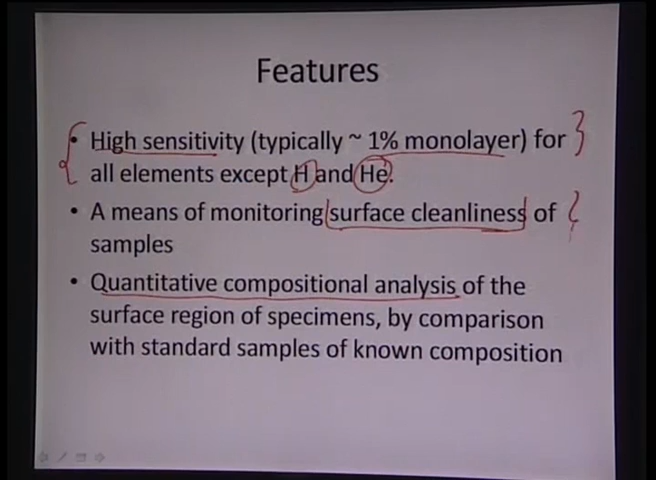 Features
• High sensitivity (typically ~ 1% monolayer) for
all elements except H and He.
• A means of monitoring surface cleanliness of
samples
• Quantitative compositional analysis of the
surface region of specimens, by comparison
with standard samples of known composition